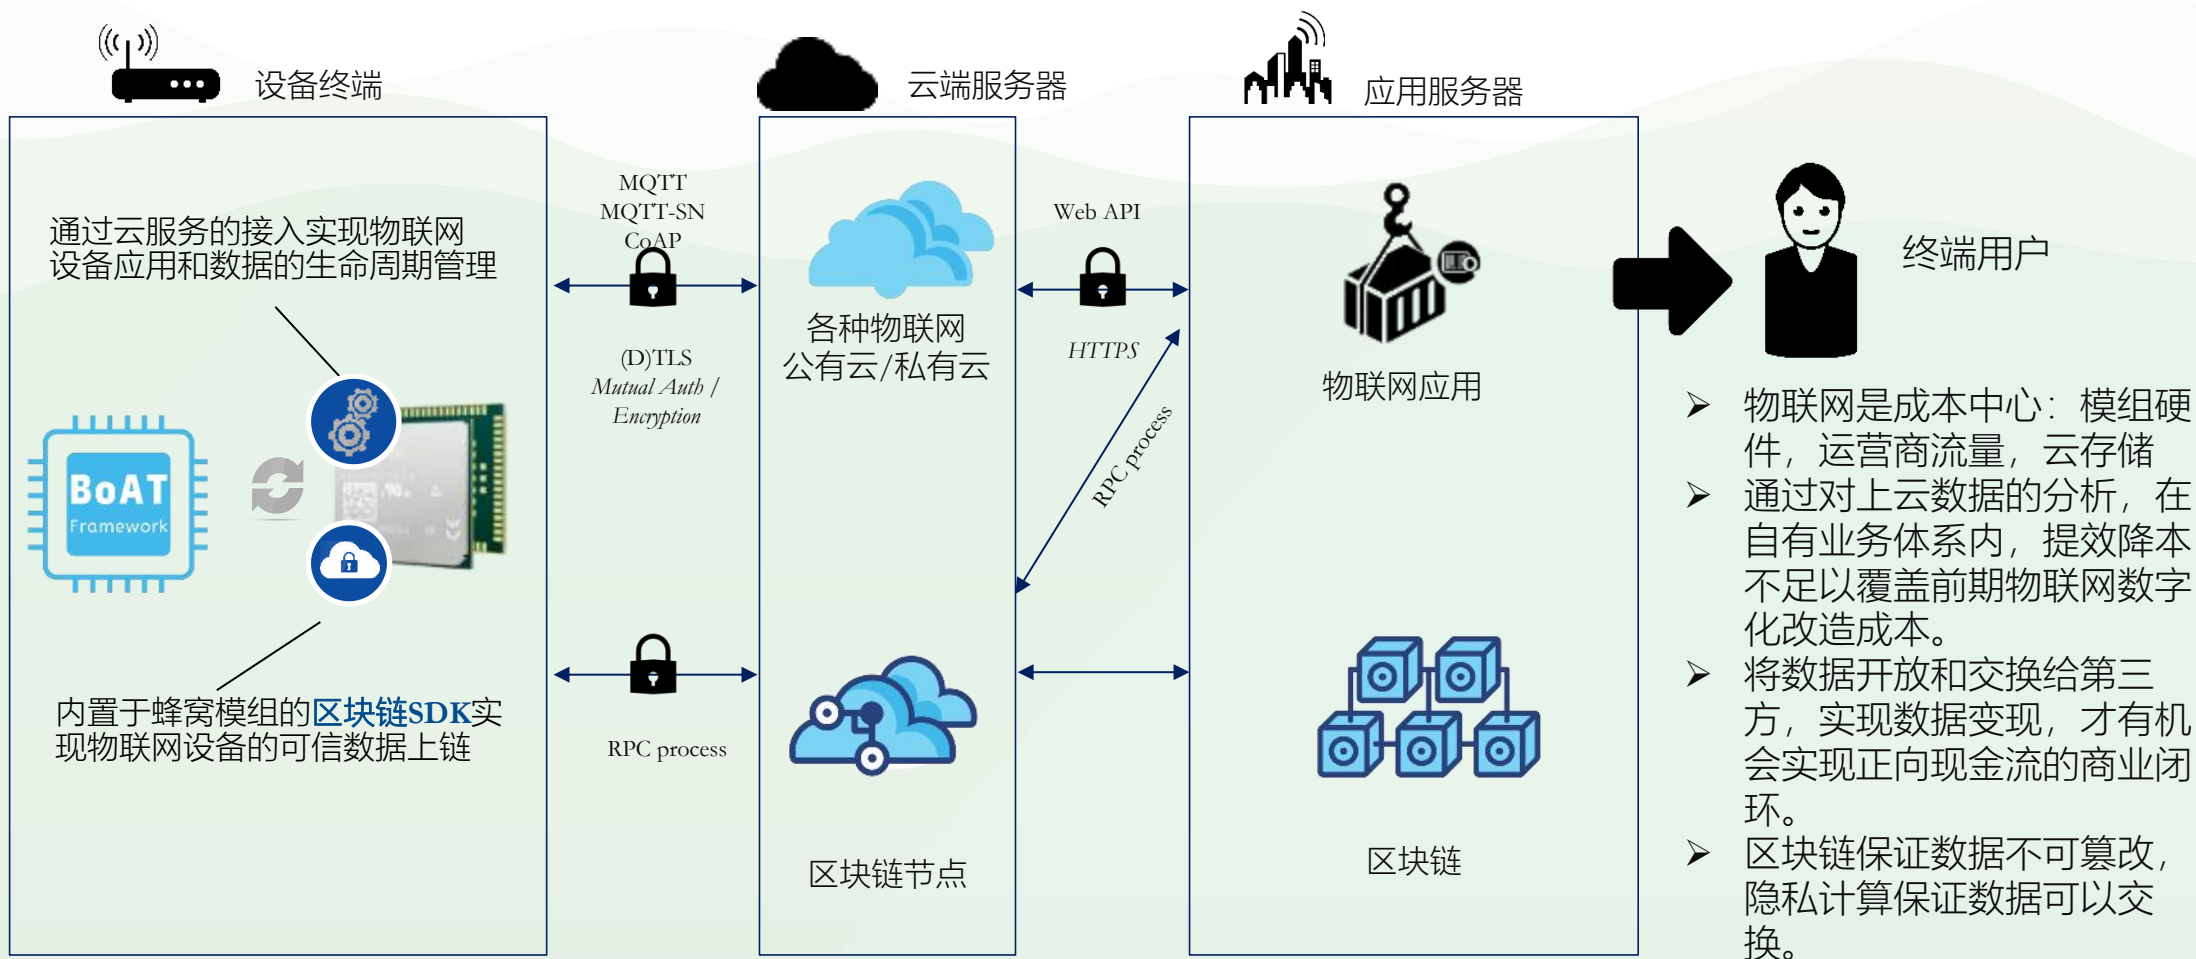 设备终端
云端服务器
应用服务器
通过云服务的接入实现物联网
设备应用和数据的生命周期管理
BoAT
Framework
内置于蜂窝模组的区块链SDK实
现物联网设备的可信数据上链
MQTT
MQTT-SN
CoAP
(D)TLS
Mutual Auth /
Encryption
RPC process
各种物联网
公有云/私有云
区块链节点
Web API
HTTPS
RPC process
物联网应用
区块链
终端用户
➢ 物联网是成本中心：模组硬
件，运营商流量，云存储
➢ 通过对上云数据的分析，在
自有业务体系内，提效降本
不足以覆盖前期物联网数字
化改造成本。
➢ 将数据开放和交换给第三
方，实现数据变现，才有机
会实现正向现金流的商业闭
环。
➢ 区块链保证数据不可篡改，
隐私计算保证数据可以交
换。